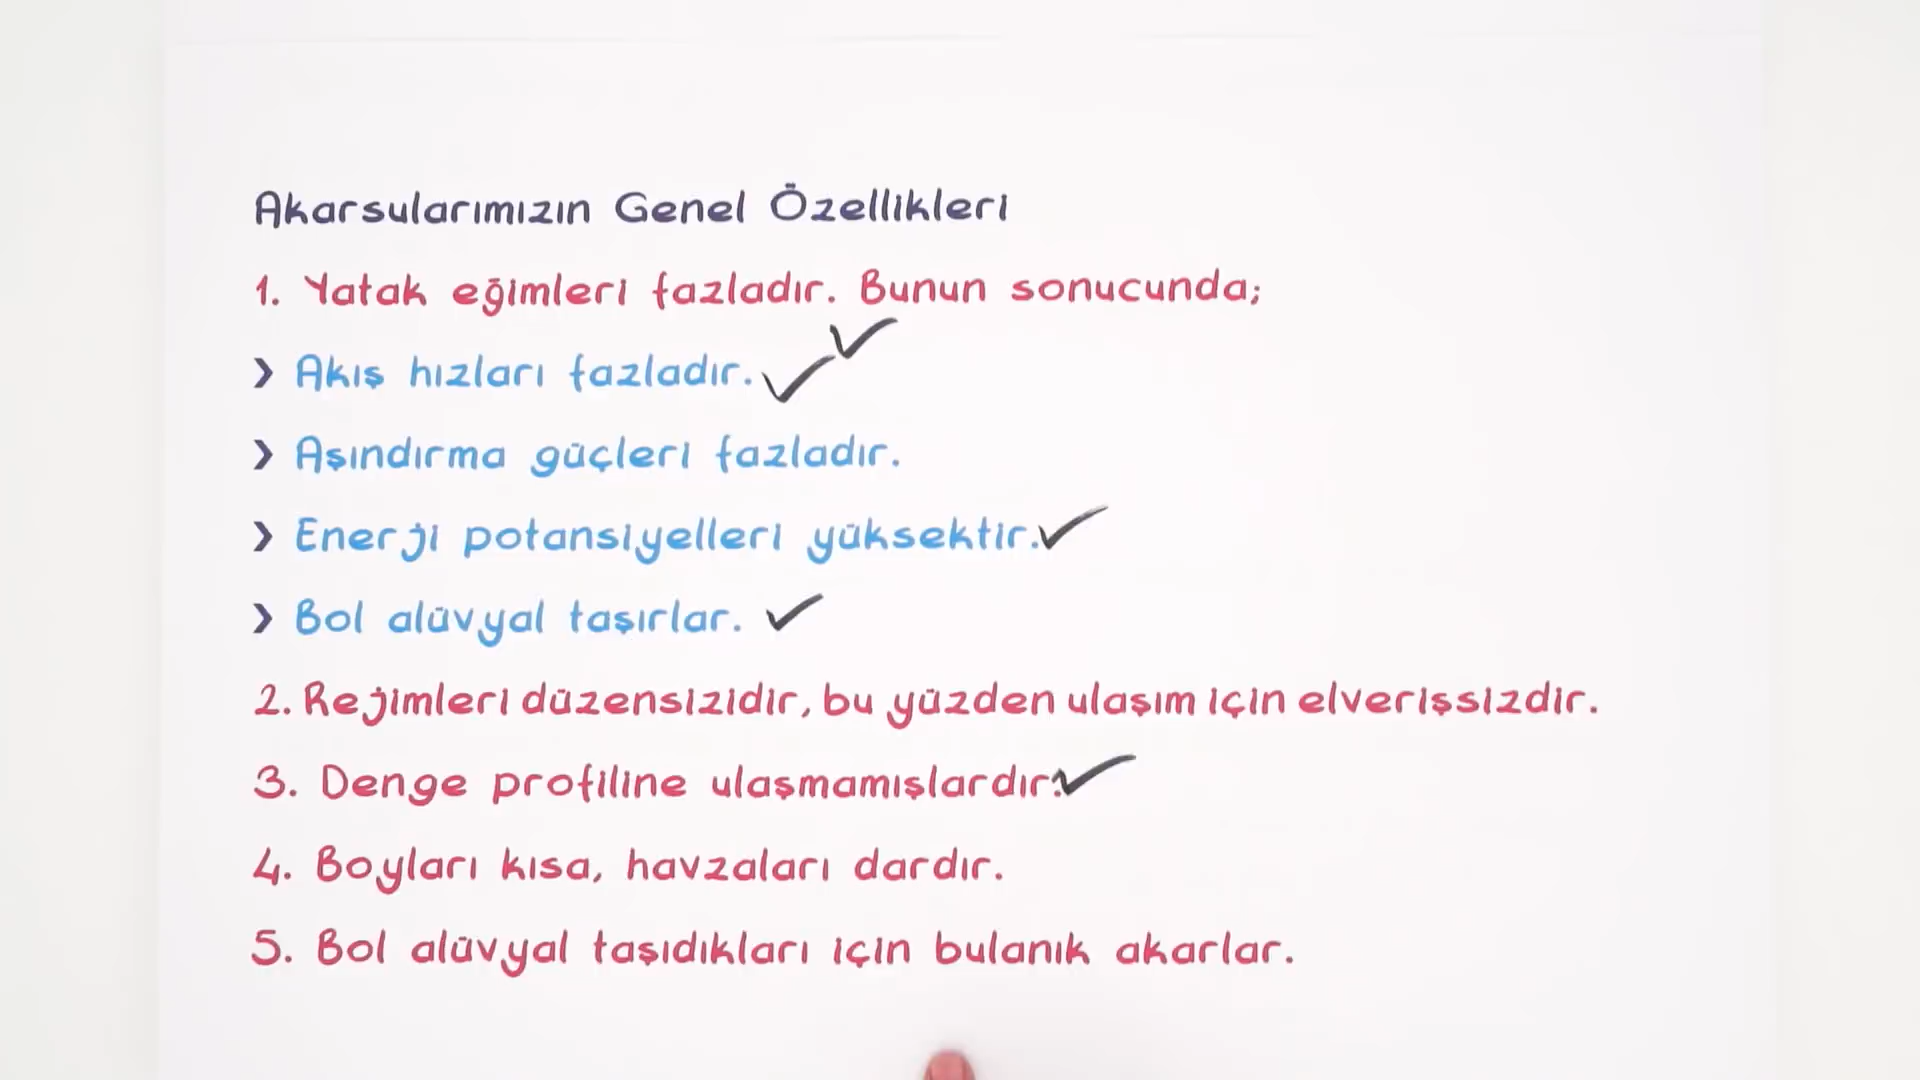 Akarsularımızın Genel Özellikleri
1. Yatak eğimleri fazladır. Bunun sonucunda;
> Akış hızları fazladır.
> Aşındırma güçleri fazladır.
> Enerji potansiyelleri yüksektir.
> Bol alüvyal taşırlar.
2. Rejimleri düzensizidir, bu yüzden ulaşım için elverişsizdir.
3. Denge profiline ulaşmamışlardır.
4. Boyları kısa, havzaları dardır.
5. Bol alüvyal taşıdıkları için bulanık akarlar.